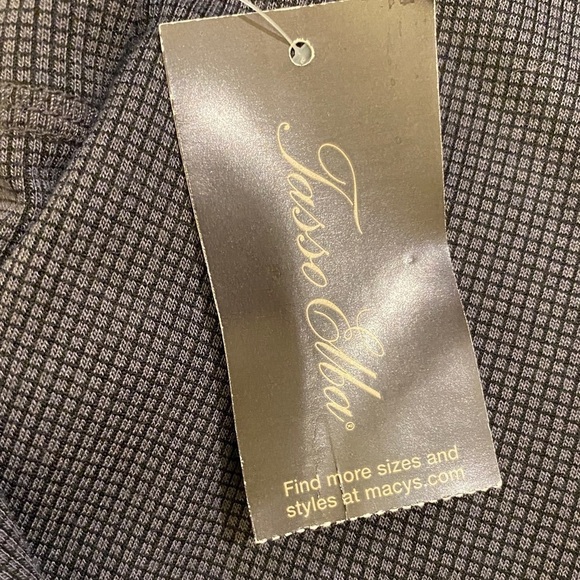 Tasso Elba®
Find more sizes and
styles at macys.com